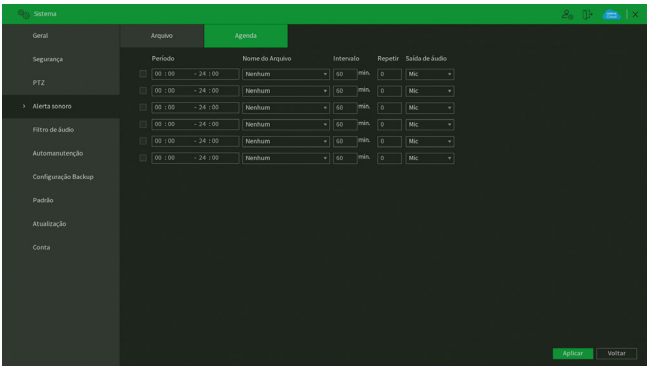 Sistema
Geral
Segurança
PTZ
Alerta sonoro
Filtro de áudio
Automanutenção
Configuração Backup
Padrão
Atualização
Conta
Arquivo Agenda
Período Nome do Arquivo Intervalo Repetir Saída de áudio
00 : 00 - 24 : 00 Nenhum 60 min. 0 Mic
00 : 00 - 24 : 00 Nenhum 60 min. 0 Mic
00 : 00 - 24 : 00 Nenhum 60 min. 0 Mic
00 : 00 - 24 : 00 Nenhum 60 min. 0 Mic
00 : 00 - 24 : 00 Nenhum 60 min. 0 Mic
00 : 00 - 24 : 00 Nenhum 60 min. 0 Mic
Aplicar Voltar